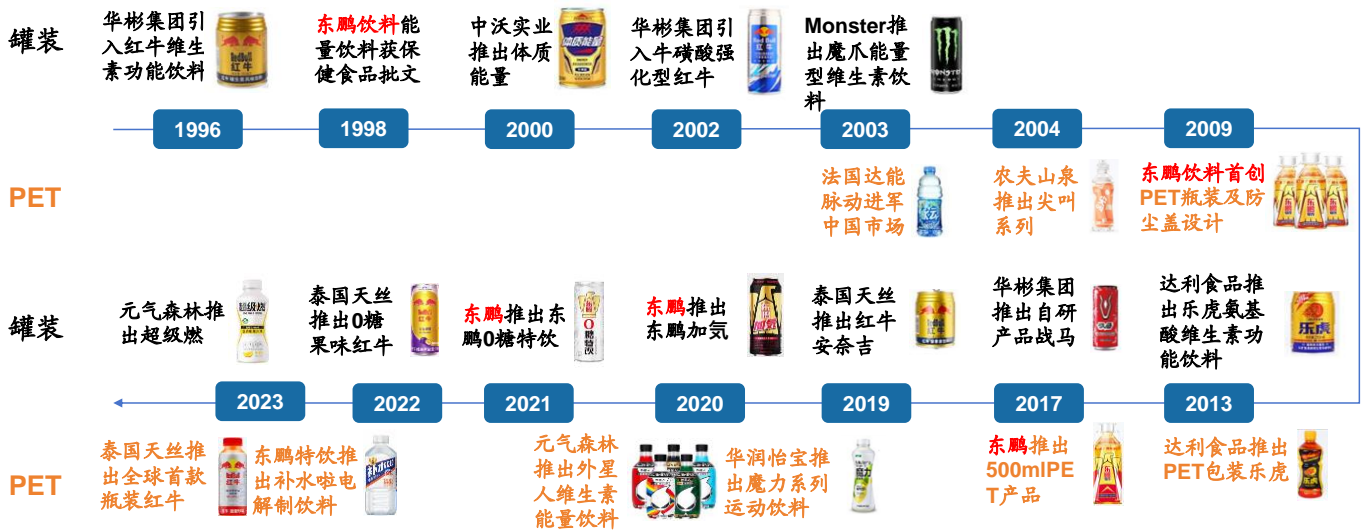 罐装
华彬集团引
入红牛维生
素功能饮料
东鹏饮料能
量饮料获保
健食品批文
中沃实业
推出体质
能量
华彬集团引
入牛磺酸强
化型红牛
Monster推
出魔爪能量
型维生素饮
料
1996
1998
2000
2002
2003
2004
2009
PET
法国达能
脉动进军
中国市场
农夫山泉
推出尖叫
系列
东鹏饮料首创
PET瓶装及防
尘盖设计
罐装
元气森林推
出超级燃
泰国天丝
推出0糖
果味红牛
东鹏推出东
鹏0糖特饮
东鹏推出
东鹏加気
泰国天丝
推出红牛
安奈吉
华彬集团
推出自研
产品战马
达利食品推
出乐虎氨基
酸维生素功
能饮料
2023
2022
2021
2020
2019
2017
2013
PET
泰国天丝推
出全球首款
瓶装红牛
东鹏特饮推
出补水啦电
解制饮料
元气森林
推出外星
人维生素
能量饮料
华润怡宝推
出魔力系列
运动饮料
东鹏推出
500mlPE
T产品
达利食品推出
PET包装乐虎